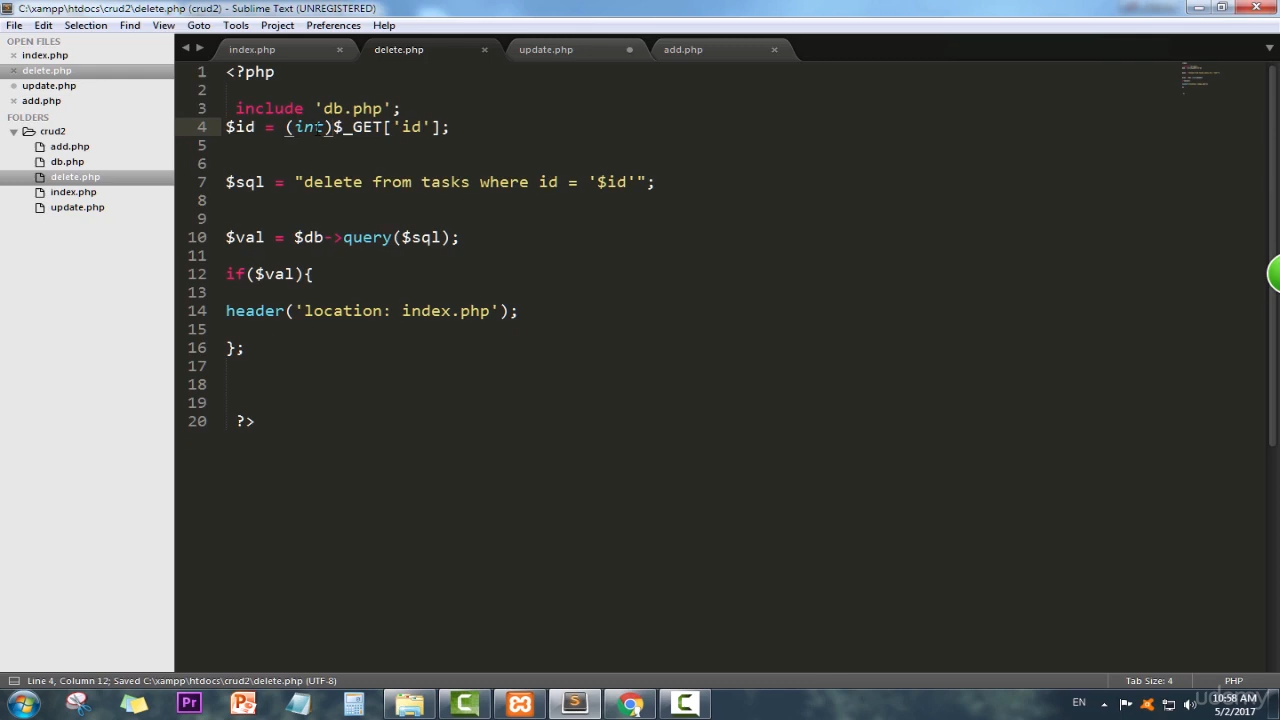 C:\xampp\htdocs\crud2\delete.php (crud2) - Sublime Text (UNREGISTERED)
File Edit Selection Find View Goto Tools Project Preferences Help
OPEN FILES
index.php
delete.php
update.php
add.php
FOLDERS
crud2
add.php
db.php
delete.php
index.php
update.php
index.php delete.php update.php add.php
1 <?php
2
3 include 'db.php';
4 $id = (int)$_GET['id'];
5
6
7 $sql = "delete from tasks where id = '$id'";
8
9
10 $val = $db->query($sql);
11
12 if($val){
13
14 header('location: index.php');
15
16 };
17
18
19
20 ?>
Line 4, Column 12; Saved C:\xampp\htdocs\crud2\delete.php (UTF-8) Tab Size: 4 PHP
Pr
EN
10:58 AM
5/2/2017
udemy